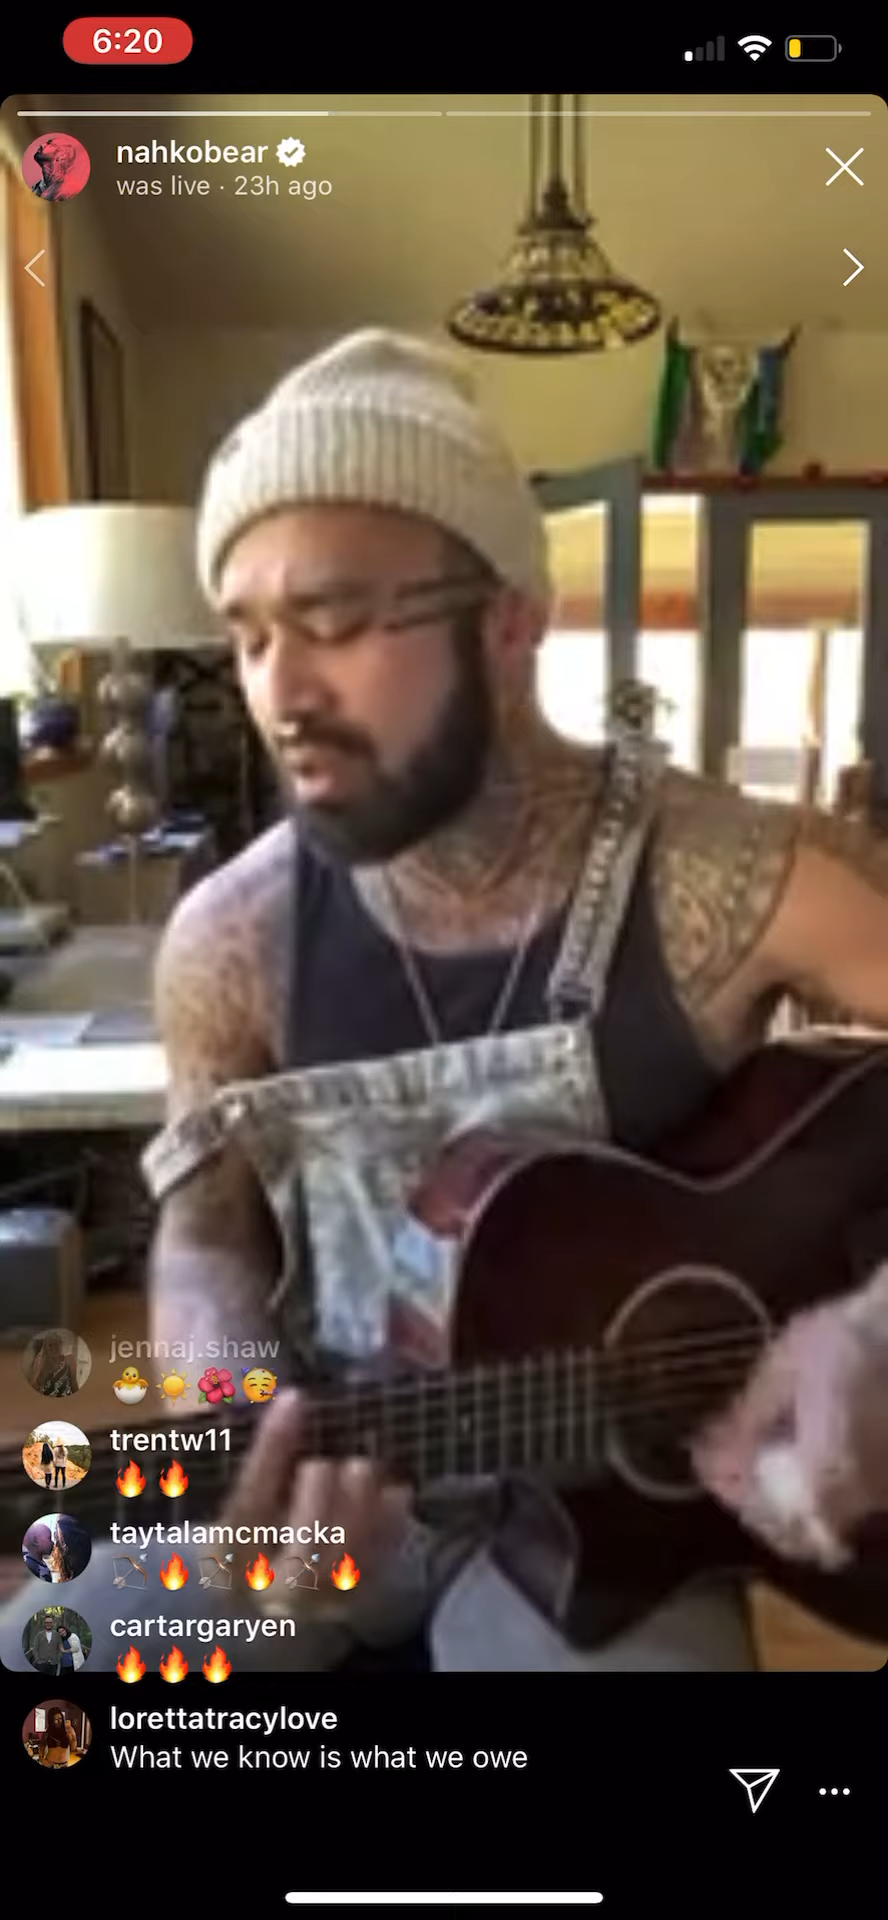 6:20
nahkobear
was live · 23h ago
jennaj.shaw
trentw11
taytalamcmacka
cartargaryen
lorettatracylove
What we know is what we owe